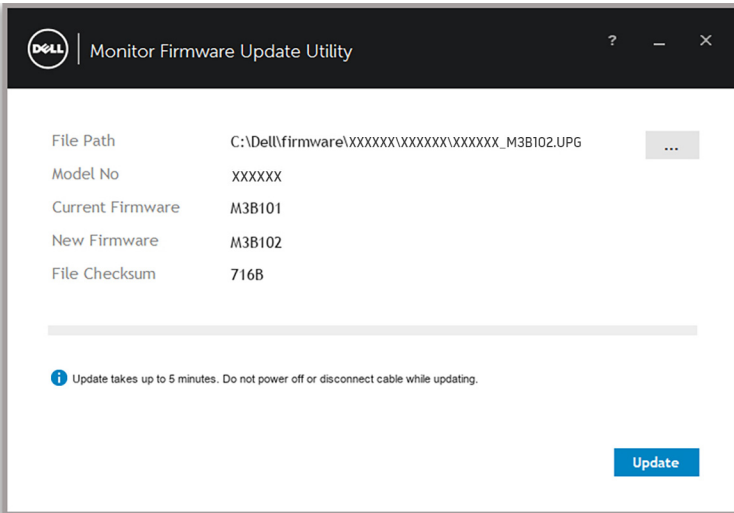 DELL Monitor Firmware Update Utility ? _ ×
File Path C:\Dell\firmware\XXXXXX\XXXXXX\XXXXXX_M3B102.UPG ...
Model No XXXXXX
Current Firmware M3B101
New Firmware M3B102
File Checksum 716B
i Update takes up to 5 minutes. Do not power off or disconnect cable while updating.
Update